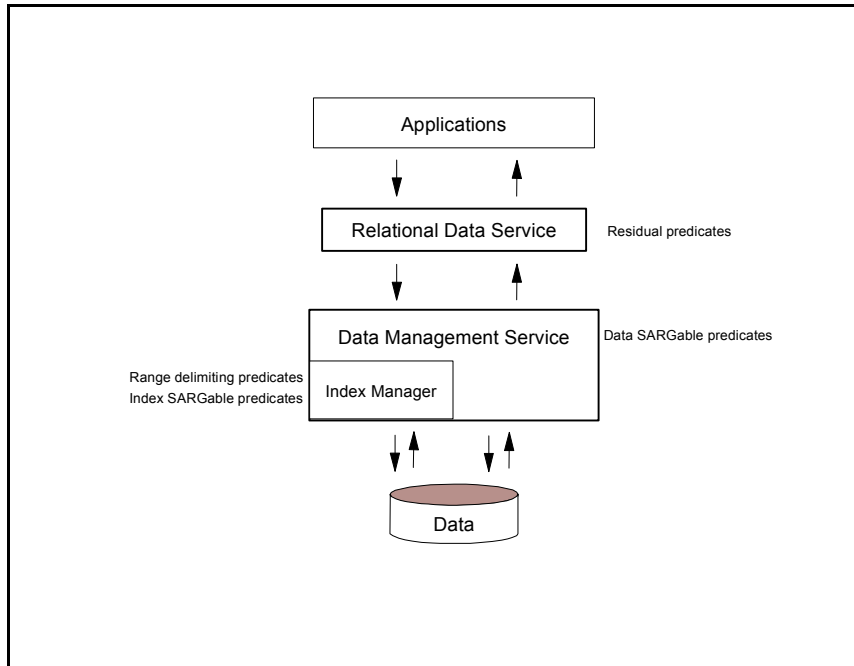 Applications
Relational Data Service
Residual predicates
Data Management Service
Data SARGable predicates
Range delimiting predicates
Index SARGable predicates
Index Manager
Data